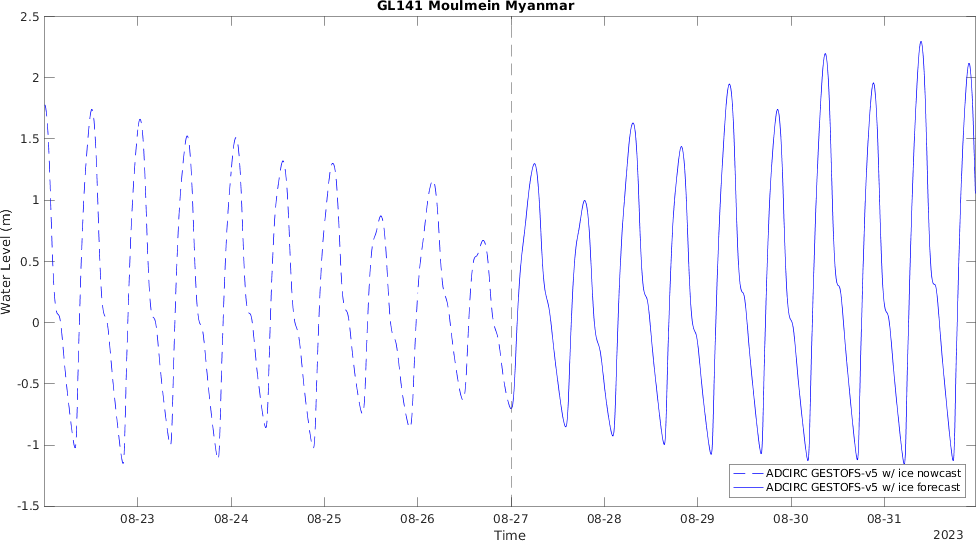 GL141 Moulmein Myanmar
2.5
2
1.5
1
0.5
0
-0.5
-1
-1.5
Water Level (m)
08-23 08-24 08-25 08-26 08-27 08-28 08-29 08-30 08-31
Time
2023
ADCIRC GESTOFS-v5 w/ ice nowcast
ADCIRC GESTOFS-v5 w/ ice forecast